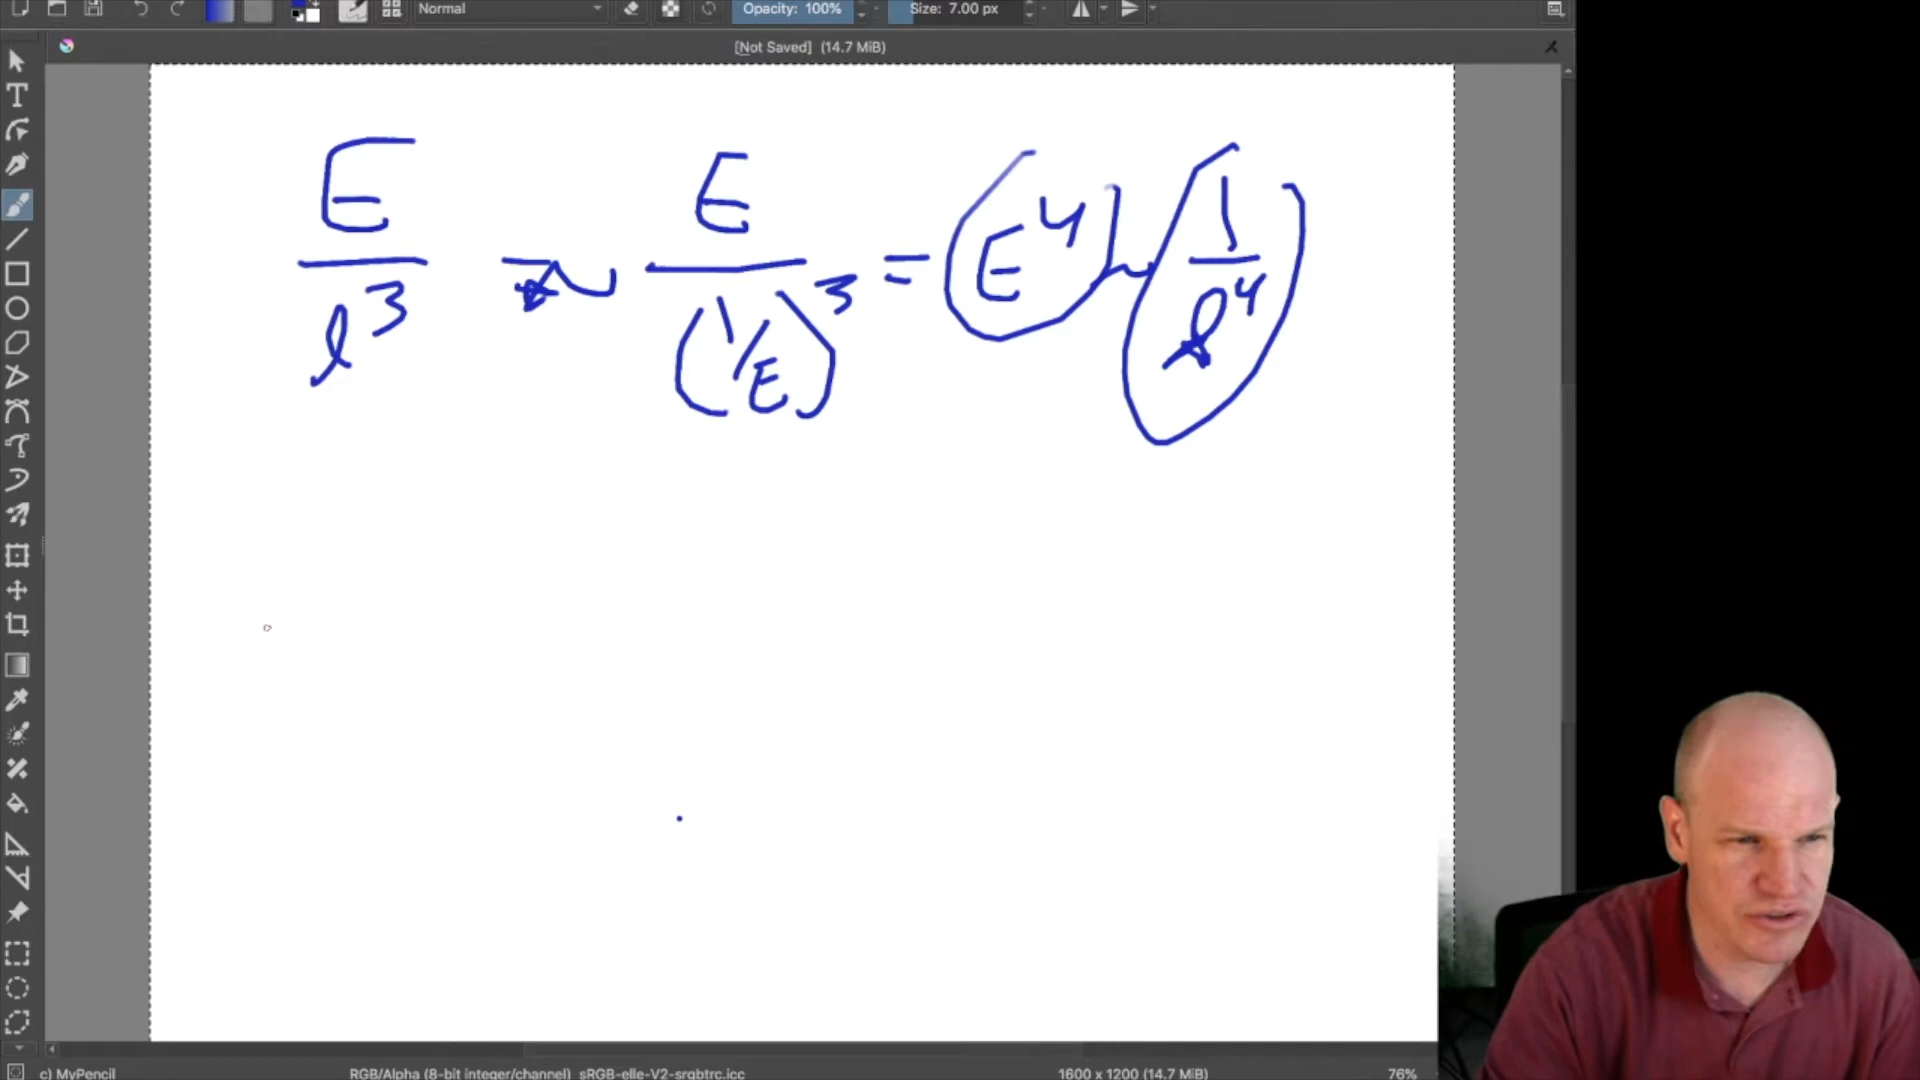 Normal
Opacity: 100%
Size: 7.00 px
[Not Saved] (14.7 MiB)
E/ℓ³ ~ E/(1/E)³ = (E⁴) ~ (1/ℓ⁴)
c) MyPencil
RGB/Alpha (8-bit integer/channel) sRGB-elle-V2-srgbtrc.icc
1600 x 1200 (14.7 MiB)
76%